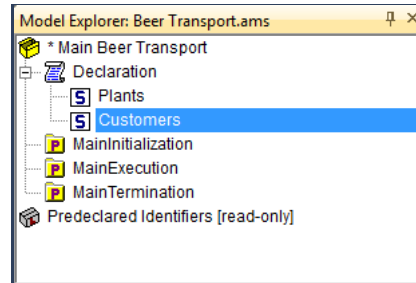 Model Explorer: Beer Transport.ams
* Main Beer Transport
Declaration
S Plants
S Customers
P MainInitialization
P MainExecution
P MainTermination
Predeclared Identifiers [read-only]